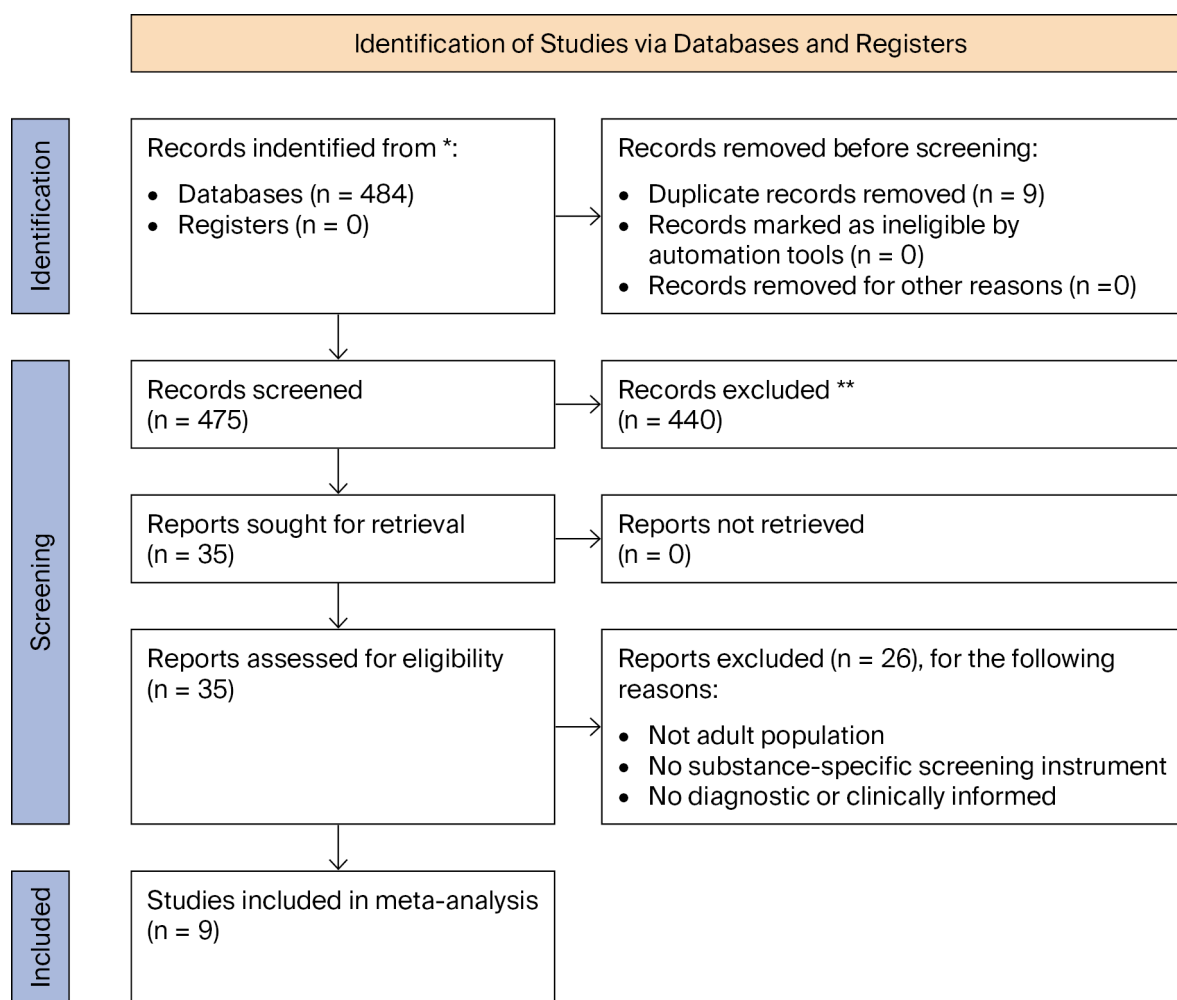 Identification of Studies via Databases and Registers
Identification
Records indentified from *:
• Databases (n = 484)
• Registers (n = 0)
Records removed before screening:
• Duplicate records removed (n = 9)
• Records marked as ineligible by
automation tools (n = 0)
• Records removed for other reasons (n =0)
Screening
Records screened
(n = 475)
Records excluded **
(n = 440)
Reports sought for retrieval
(n = 35)
Reports not retrieved
(n = 0)
Reports assessed for eligibility
(n = 35)
Reports excluded (n = 26), for the following
reasons:
• Not adult population
• No substance-specific screening instrument
• No diagnostic or clinically informed
Included
Studies included in meta-analysis
(n = 9)